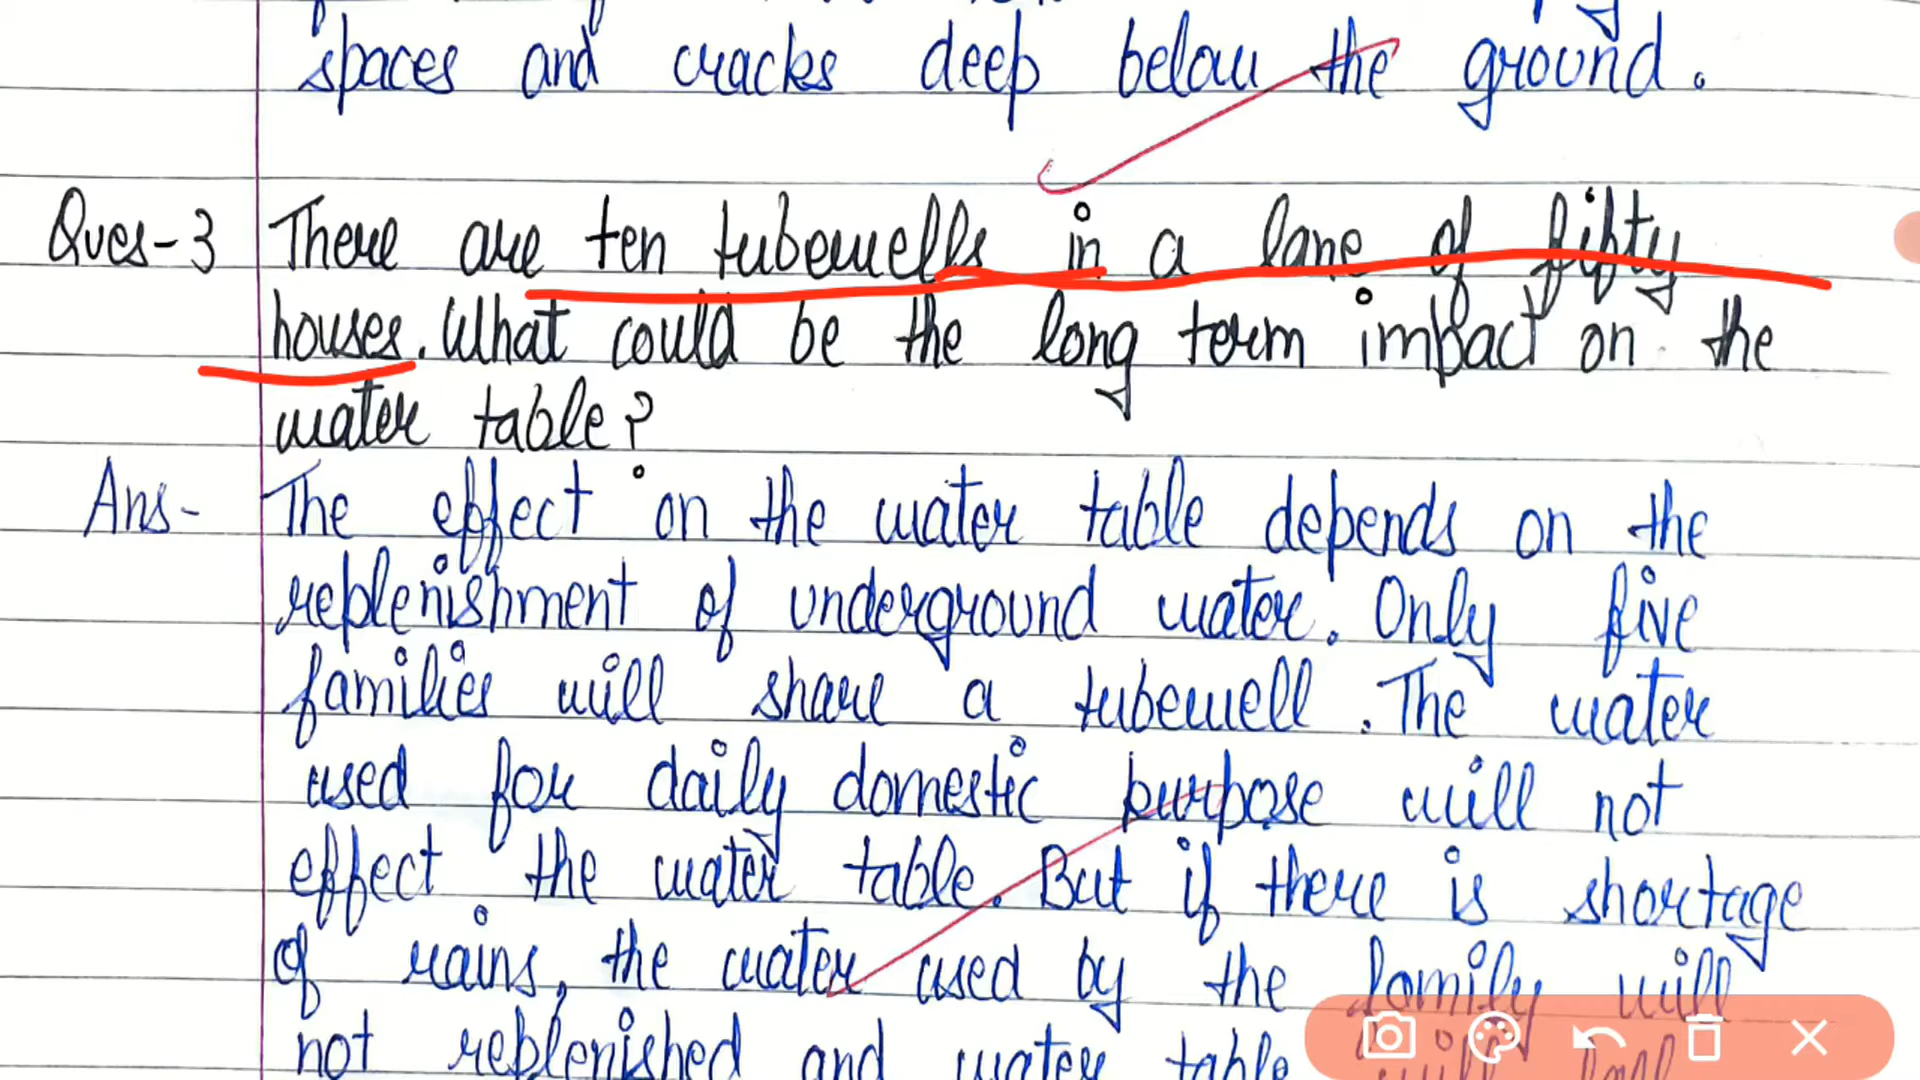 spaces and cracks deep below the ground.
Ques-3 There are ten tubewells in a lane of fifty
houses. What could be the long term impact on the
water table?
Ans- The effect on the water table depends on the
replenishment of underground water. Only five
families will share a tubewell. The water
used for daily domestic purpose will not
effect the water table. But if there is shortage
of rains, the water used by the family will
not replenished and water table will fall